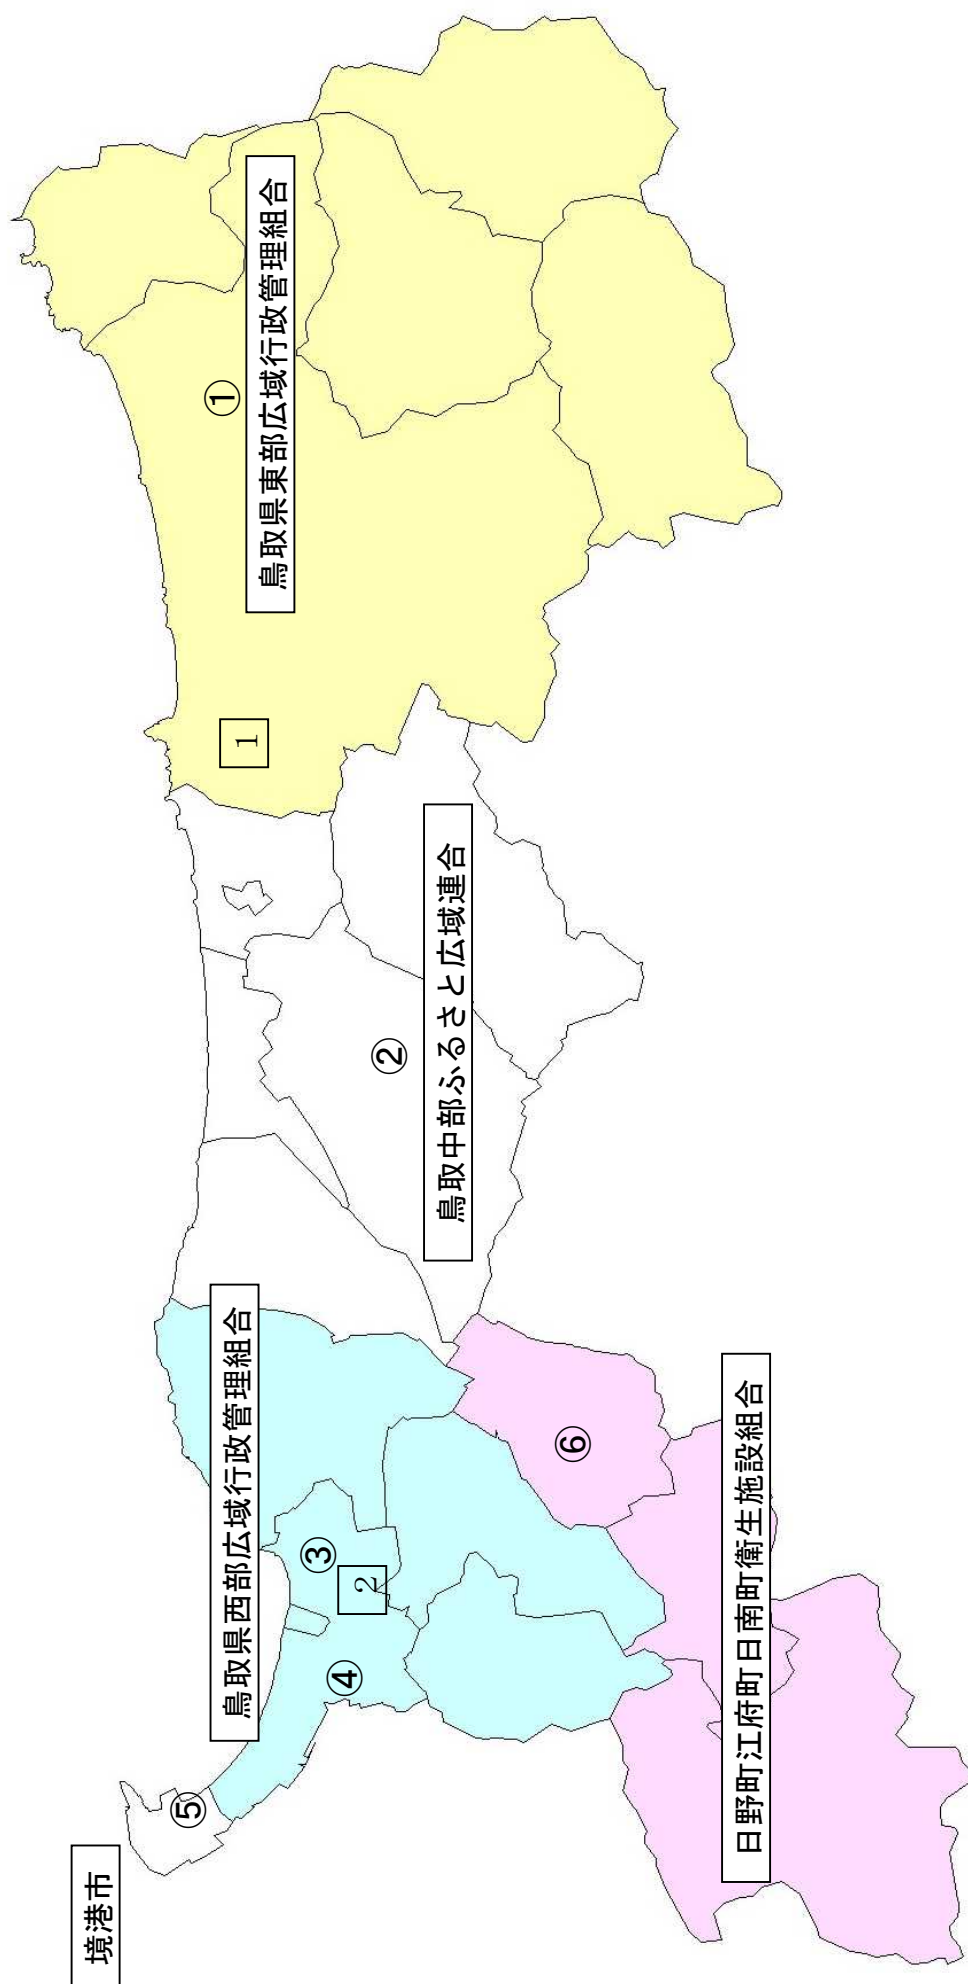 境港市
⑤
鳥取県西部広域行政管理組合
④
③
2
日野町江府町日南町衛生施設組合
⑥
鳥取中部ふるさと広域連合
②
1
鳥取県東部広域行政管理組合
①